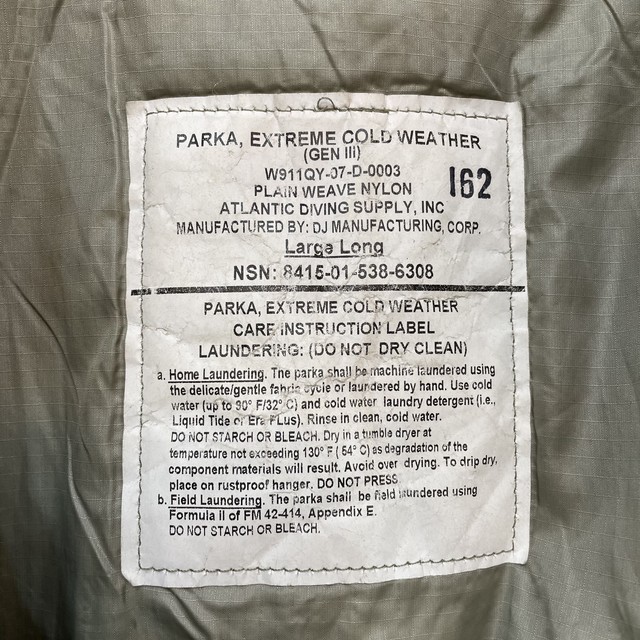 PARKA, EXTREME COLD WEATHER
(GEN III)
W911QY-07-D-0003
PLAIN WEAVE NYLON
162
ATLANTIC DIVING SUPPLY, INC
MANUFACTURED BY: DJ MANUFACTURING, CORP.
Large Long
NSN: 8415-01-538-6308
PARKA, EXTREME COLD WEATHER
CARE INSTRUCTION LABEL
LAUNDERING: (DO NOT DRY CLEAN)
a. Home Laundering. The parka shall be machine laundered using
the delicate/gentle fabric cycle or laundered by hand. Use cold
water (up to 90° F/32° C) and cold water laundry detergent (i.e.,
Liquid Tide or Era PLus). Rinse in clean, cold water.
DO NOT STARCH OR BLEACH. Dry in a tumble dryer at
temperature not exceeding 130° F ( 54° C) as degradation of the
component materials will result. Avoid over drying. To drip dry,
place on rustproof hanger. DO NOT PRESS
b. Field Laundering. The parka shall be field laundered using
Formula II of FM 42-414, Appendix E.
DO NOT STARCH OR BLEACH.